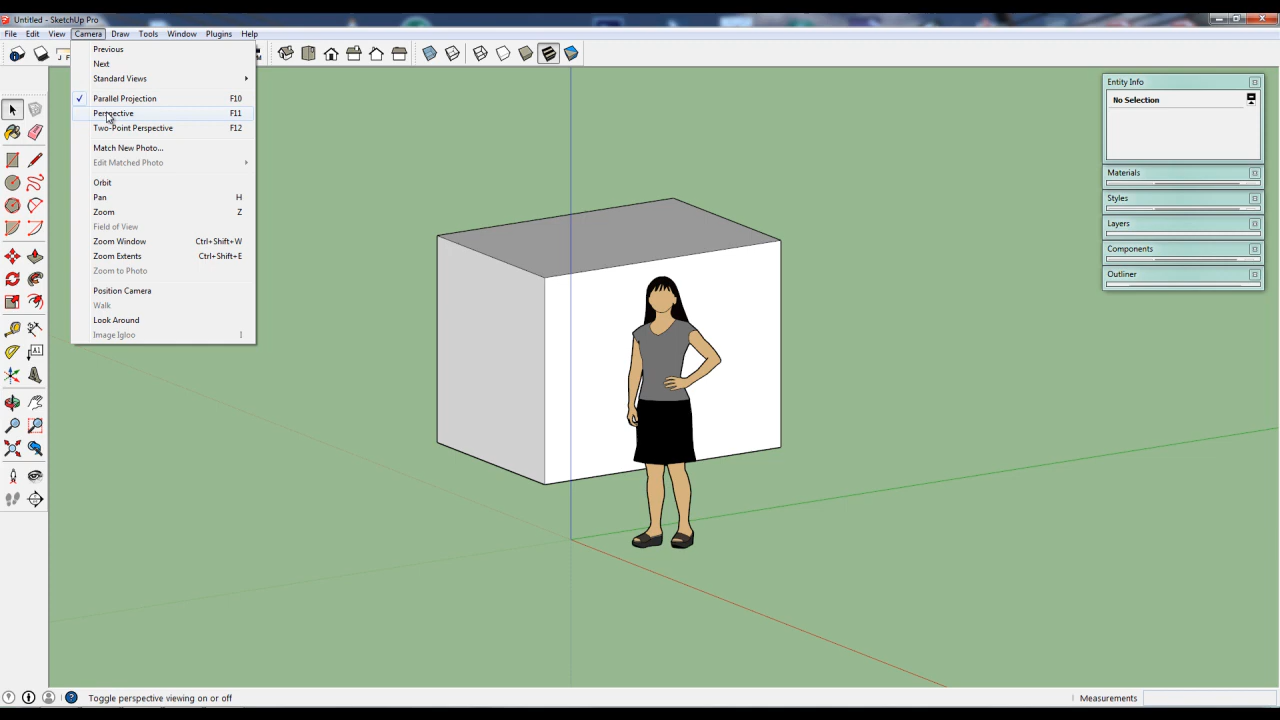 Untitled - SketchUp Pro
File Edit View Camera Draw Tools Window Plugins Help
Previous
Next
Standard Views
Parallel Projection F10
Perspective F11
Two-Point Perspective F12
Match New Photo...
Edit Matched Photo
Orbit
Pan H
Zoom Z
Field of View
Zoom Window Ctrl+Shift+W
Zoom Extents Ctrl+Shift+E
Zoom to Photo
Position Camera
Walk
Look Around
Image Igloo I
Entity Info
No Selection
Materials
Styles
Layers
Components
Outliner
Toggle perspective viewing on or off
Measurements